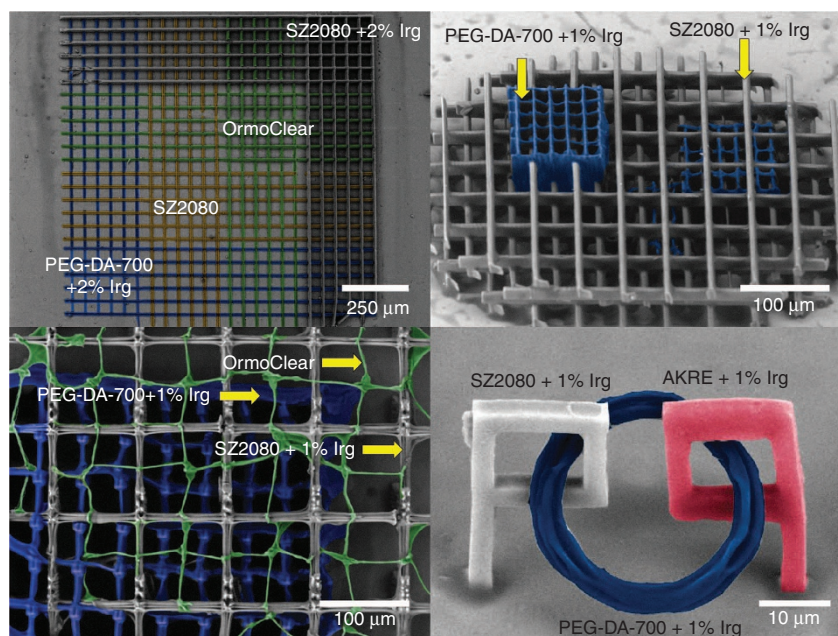 SZ2080 +2% Irg
OrmoClear
SZ2080
PEG-DA-700
+2% Irg
250 μm
PEG-DA-700 +1% Irg
SZ2080 + 1% Irg
100 μm
OrmoClear
PEG-DA-700+1% Irg
SZ2080 + 1% Irg
100 μm
SZ2080 + 1% Irg
AKRE + 1% Irg
PEG-DA-700 + 1% Irg
10 μm